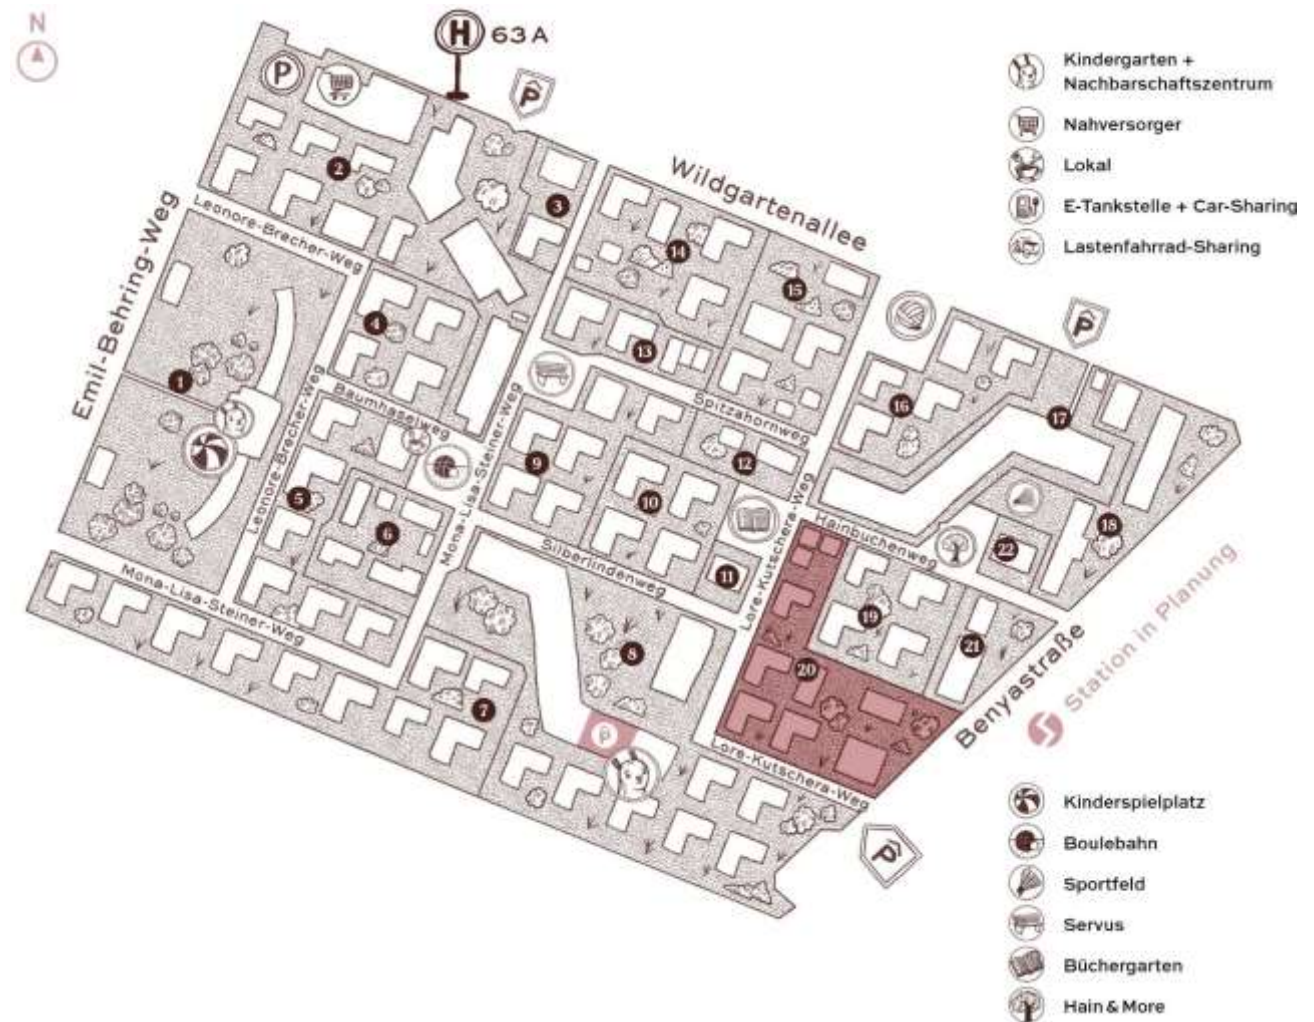 N
H 63 A
P
P
Kindergarten +
Nachbarschaftszentrum
Nahversorger
Lokal
E-Tankstelle + Car-Sharing
Lastenfahrrad-Sharing
Wildgartenallee
Emil-Behring-Weg
Leonore-Brecher-Weg
Leonore-Brecher-Weg
Baumhaselweg
Mona-Lisa-Steiner-Weg
Mona-Lisa-Steiner-Weg
Spitzahornweg
Silberlindenweg
Lore-Kutschera-Weg
Lore-Kutschera-Weg
Hainbuchenweg
Benyastraße
Station in Planung
1
2
3
4
5
6
7
8
9
10
11
12
13
14
15
16
17
18
19
20
21
22
P
P
P
Kinderspielplatz
Boulebahn
Sportfeld
Servus
Büchergarten
Hain & More